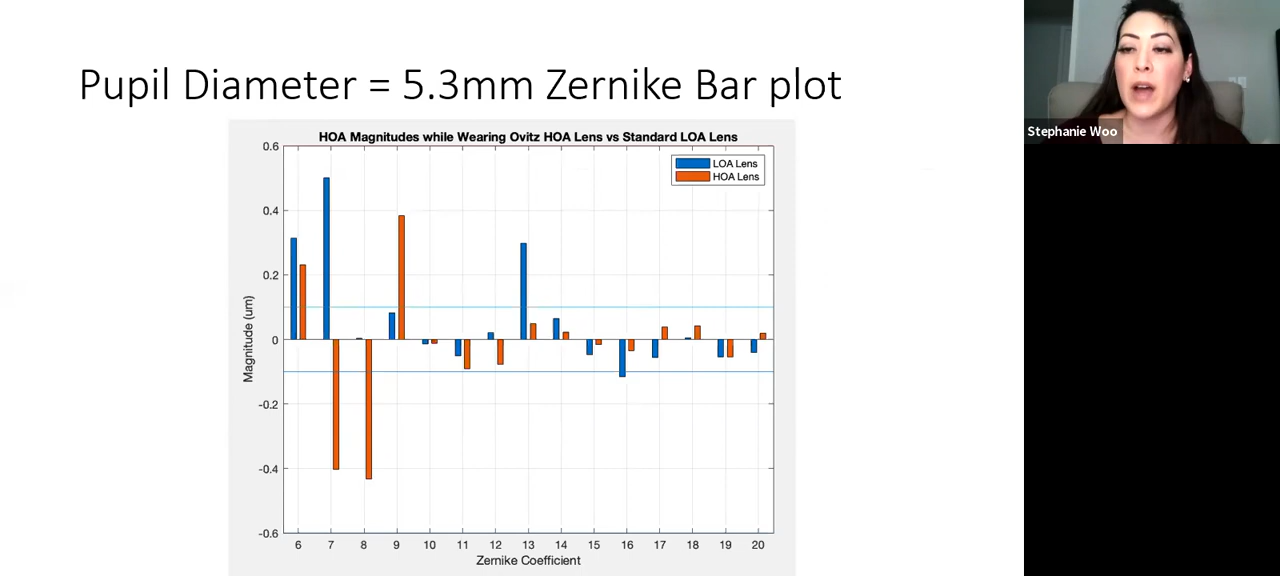 Pupil Diameter = 5.3mm Zernike Bar plot
Stephanie Woo
HOA Magnitudes while Wearing Ovitz HOA Lens vs Standard LOA Lens
LOA Lens
HOA Lens
0.6
0.4
0.2
0
-0.2
-0.4
-0.6
Magnitude (um)
6 7 8 9 10 11 12 13 14 15 16 17 18 19 20
Zernike Coefficient